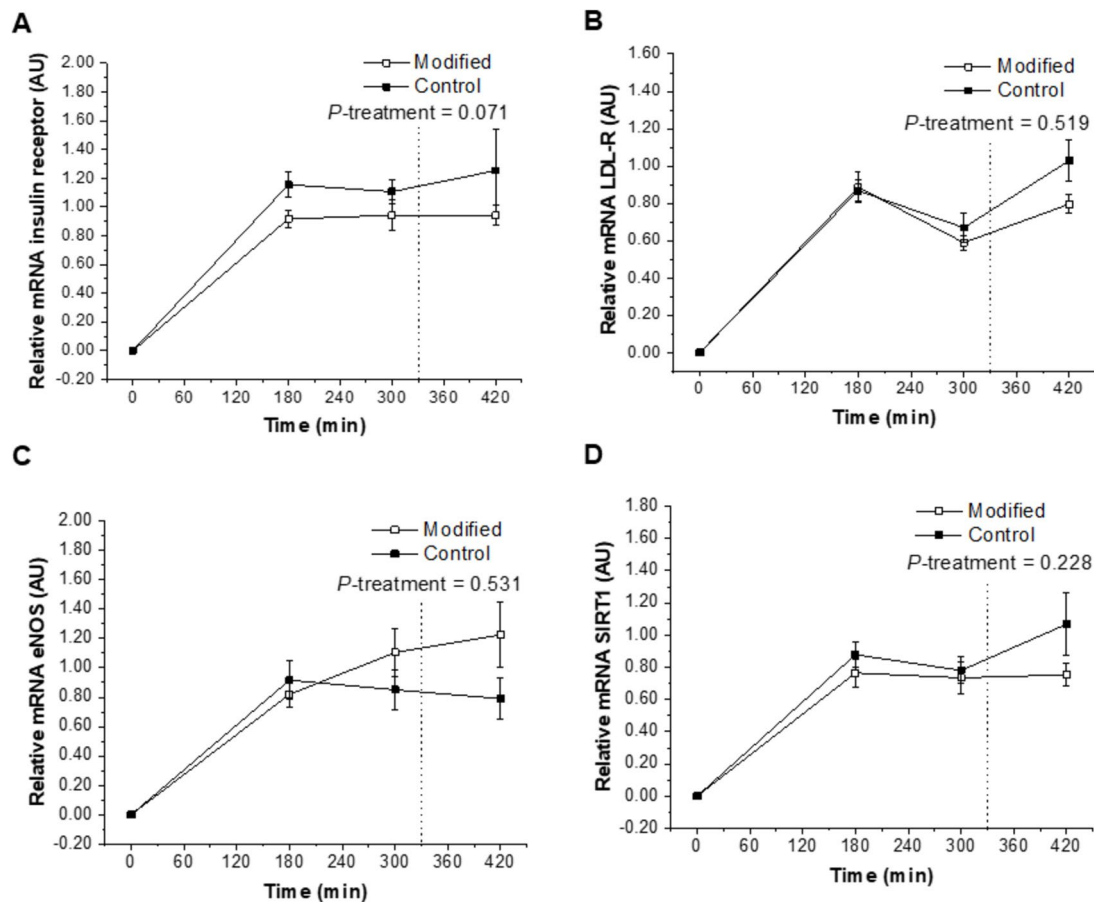 A
Relative mRNA insulin receptor (AU)
2.00
1.80
1.60
1.40
1.20
1.00
0.80
0.60
0.40
0.20
0.00
-0.20
Modified
Control
P-treatment = 0.071
0 60 120 180 240 300 360 420
Time (min)
B
Relative mRNA LDL-R (AU)
1.60
1.40
1.20
1.00
0.80
0.60
0.40
0.20
0.00
-0.20
Modified
Control
P-treatment = 0.519
0 60 120 180 240 300 360 420
Time (min)
C
Relative mRNA eNOS (AU)
2.00
1.80
1.60
1.40
1.20
1.00
0.80
0.60
0.40
0.20
0.00
-0.20
Modified
Control
P-treatment = 0.531
0 60 120 180 240 300 360 420
Time (min)
D
Relative mRNA SIRT1 (AU)
1.80
1.60
1.40
1.20
1.00
0.80
0.60
0.40
0.20
0.00
-0.20
Modified
Control
P-treatment = 0.228
0 60 120 180 240 300 360 420
Time (min)